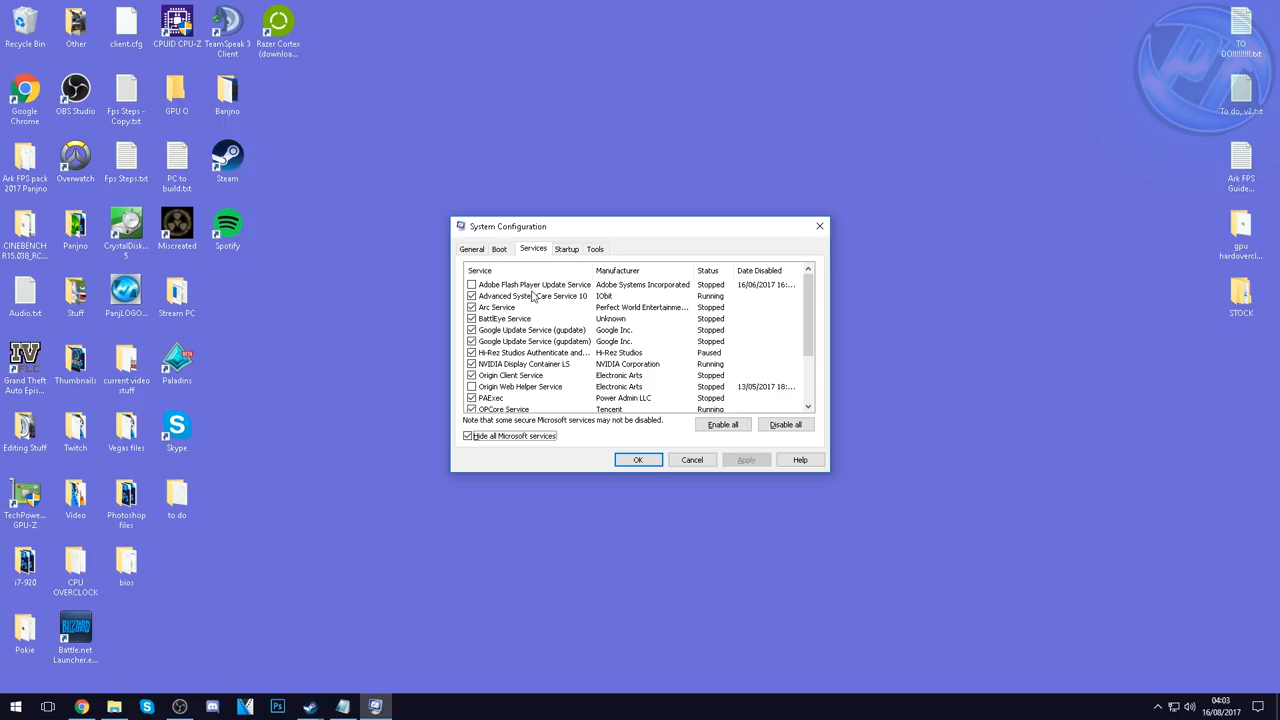 Recycle Bin
Other
client.cfg
CPUID CPU-Z
TeamSpeak 3
Client
Razer Cortex
(downloa...
Google
Chrome
OBS Studio
Fps Steps -
Copy.txt
GPU O
Banjno
Ark FPS pack
2017 Panjno
Overwatch
Fps Steps.txt
PC to
build.txt
Steam
CINEBENCH
R15.038_RC...
Panjno
CrystalDisk...
5
Miscreated
Spotify
Audio.txt
Stuff
PanjLOGO...
Stream PC
Grand Theft
Auto Epis...
Thumbnails
current video
stuff
Paladins
Editing Stuff
Twitch
Vegas files
Skype
TechPowe...
GPU-Z
Video
Photoshop
files
to do
i7-920
CPU
OVERCLOCK
bios
Pokie
Battle.net
Launcher.e...
TO
DO!!!!!!!!!.txt
To do, v2.txt
Ark FPS
Guide...
gpu
hardovercl...
STOCK
System Configuration
General Boot Services Startup Tools
Service Manufacturer Status Date Disabled
Adobe Flash Player Update Service Adobe Systems Incorporated Stopped 16/06/2017 16:...
Advanced SystemCare Service 10 IObit Running
Arc Service Perfect World Entertainme... Stopped
BattlEye Service Unknown Stopped
Google Update Service (gupdate) Google Inc. Stopped
Google Update Service (gupdatem) Google Inc. Stopped
Hi-Rez Studios Authenticate and... Hi-Rez Studios Paused
NVIDIA Display Container LS NVIDIA Corporation Running
Origin Client Service Electronic Arts Stopped
Origin Web Helper Service Electronic Arts Stopped 13/05/2017 18:...
PAExec Power Admin LLC Stopped
QPCore Service Tencent Running
Note that some secure Microsoft services may not be disabled.
Enable all Disable all
Hide all Microsoft services
OK Cancel Apply Help
04:03
16/08/2017